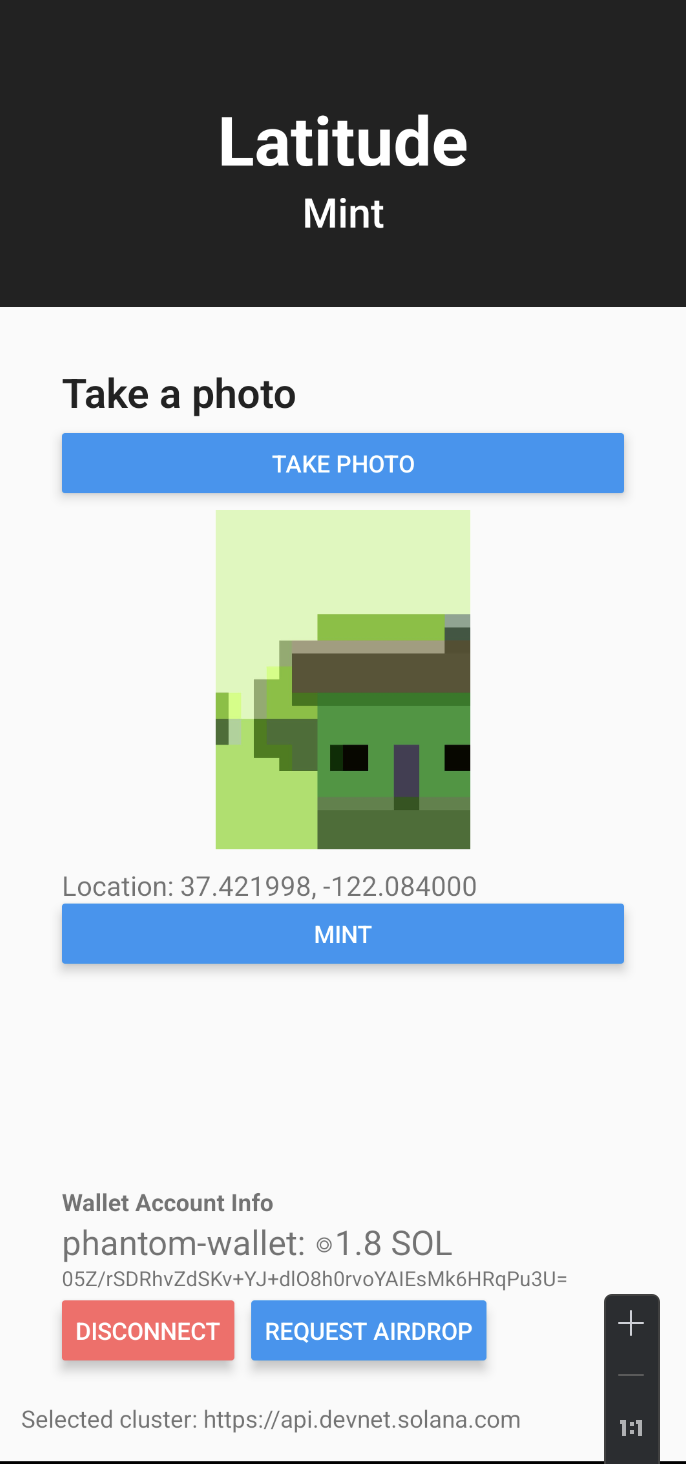 Latitude
Mint
Take a photo
TAKE PHOTO
Location: 37.421998, -122.084000
MINT
Wallet Account Info
phantom-wallet: ◎1.8 SOL
05Z/rSDRhvZdSKv+YJ+dlO8h0rvoYAIEsMk6HRqPu3U=
DISCONNECT REQUEST AIRDROP
Selected cluster: https://api.devnet.solana.com
1:1